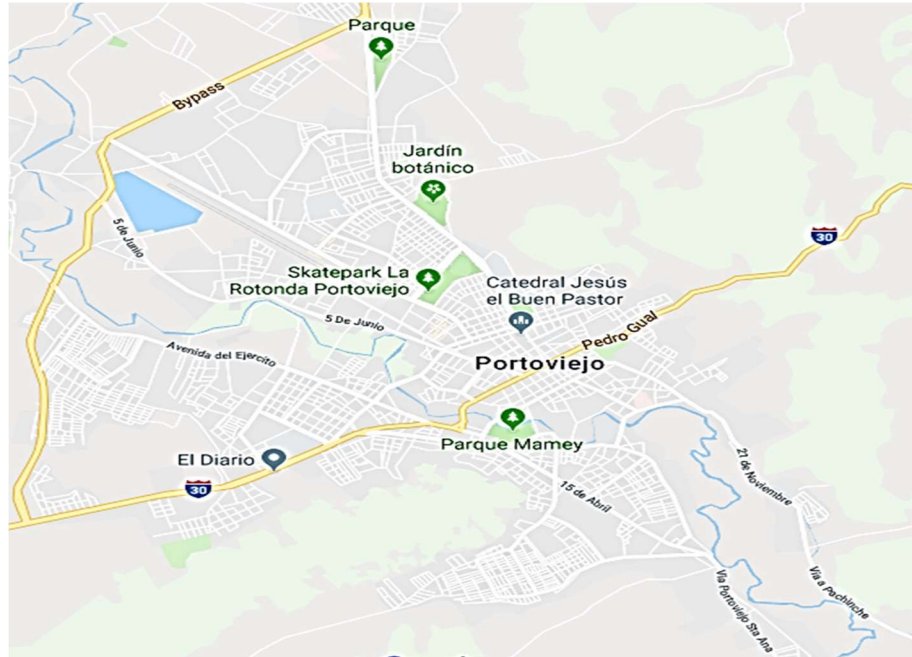 Parque
Bypass
Jardín
botánico
5 de Junio
30
Skatepark La
Rotonda Portoviejo
Catedral Jesús
el Buen Pastor
5 De Junio
Pedro Gual
Avenida del Ejercito
Portoviejo
Parque Mamey
El Diario
21 de Noviembre
30
15 de Abril
Vía a Pachinche
Vía Portoviejo Sta Ana